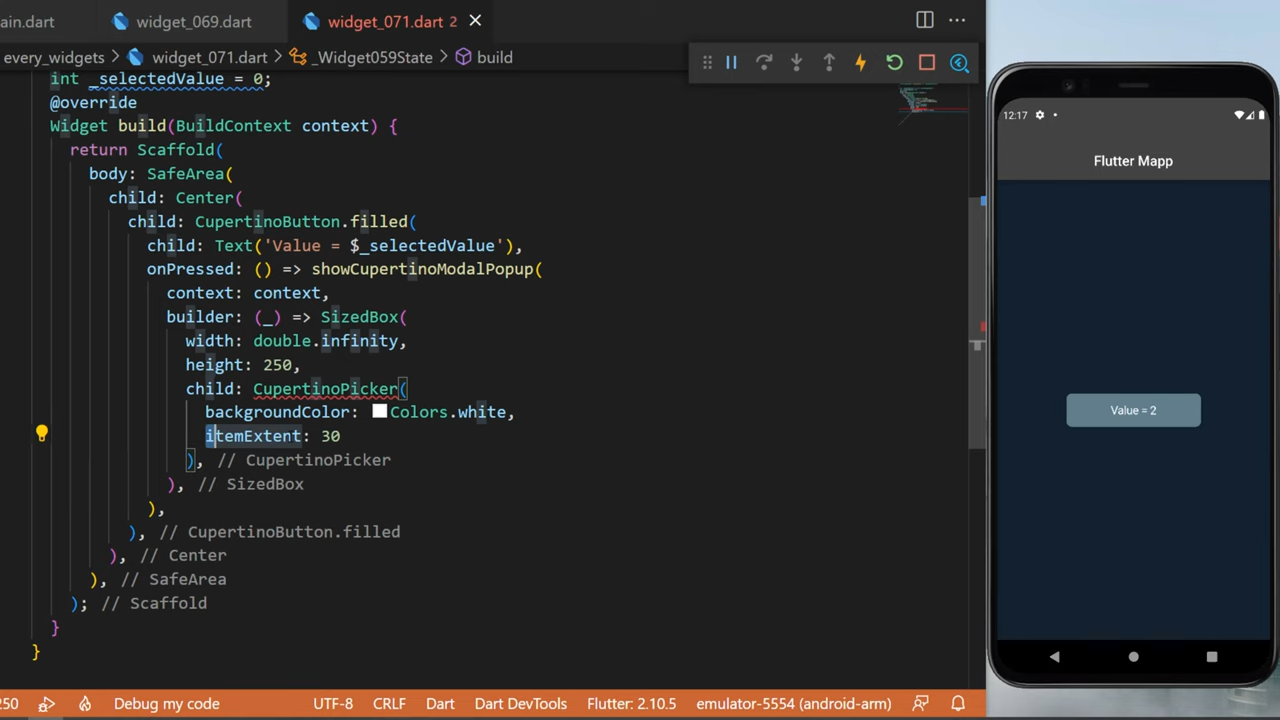 ain.dart widget_069.dart widget_071.dart 2
every_widgets > widget_071.dart > _Widget059State > build
int _selectedValue = 0;
@override
Widget build(BuildContext context) {
return Scaffold(
body: SafeArea(
child: Center(
child: CupertinoButton.filled(
child: Text('Value = $_selectedValue'),
onPressed: () => showCupertinoModalPopup(
context: context,
builder: (_) => SizedBox(
width: double.infinity,
height: 250,
child: CupertinoPicker(
backgroundColor: Colors.white,
itemExtent: 30
), // CupertinoPicker
), // SizedBox
),
), // CupertinoButton.filled
), // Center
), // SafeArea
); // Scaffold
}
}
250 Debug my code UTF-8 CRLF Dart Dart DevTools Flutter: 2.10.5 emulator-5554 (android-arm)
12:17
Flutter Mapp
Value = 2